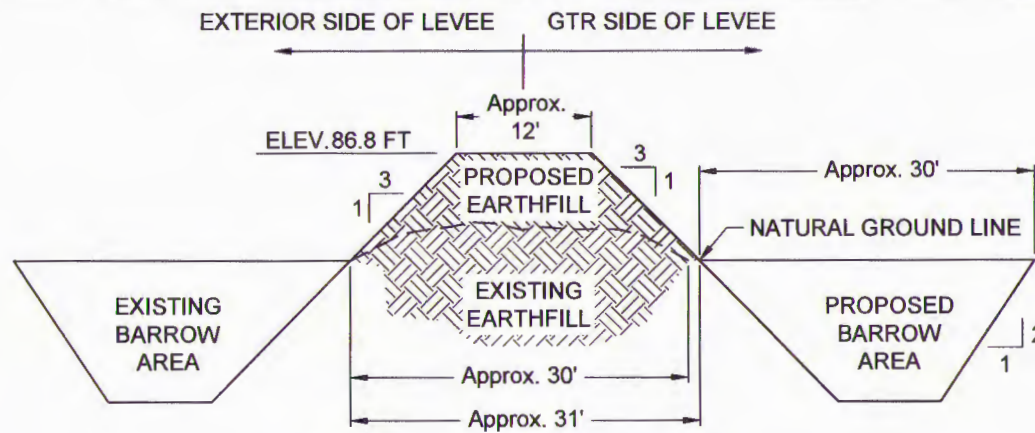 EXTERIOR SIDE OF LEVEE
GTR SIDE OF LEVEE
Approx.
12'
ELEV.86.8 FT
3
1
3
1
PROPOSED
EARTHFILL
Approx. 30'
NATURAL GROUND LINE
EXISTING
BARROW
AREA
EXISTING
EARTHFILL
PROPOSED
BARROW
AREA
2
1
Approx. 30'
Approx. 31'